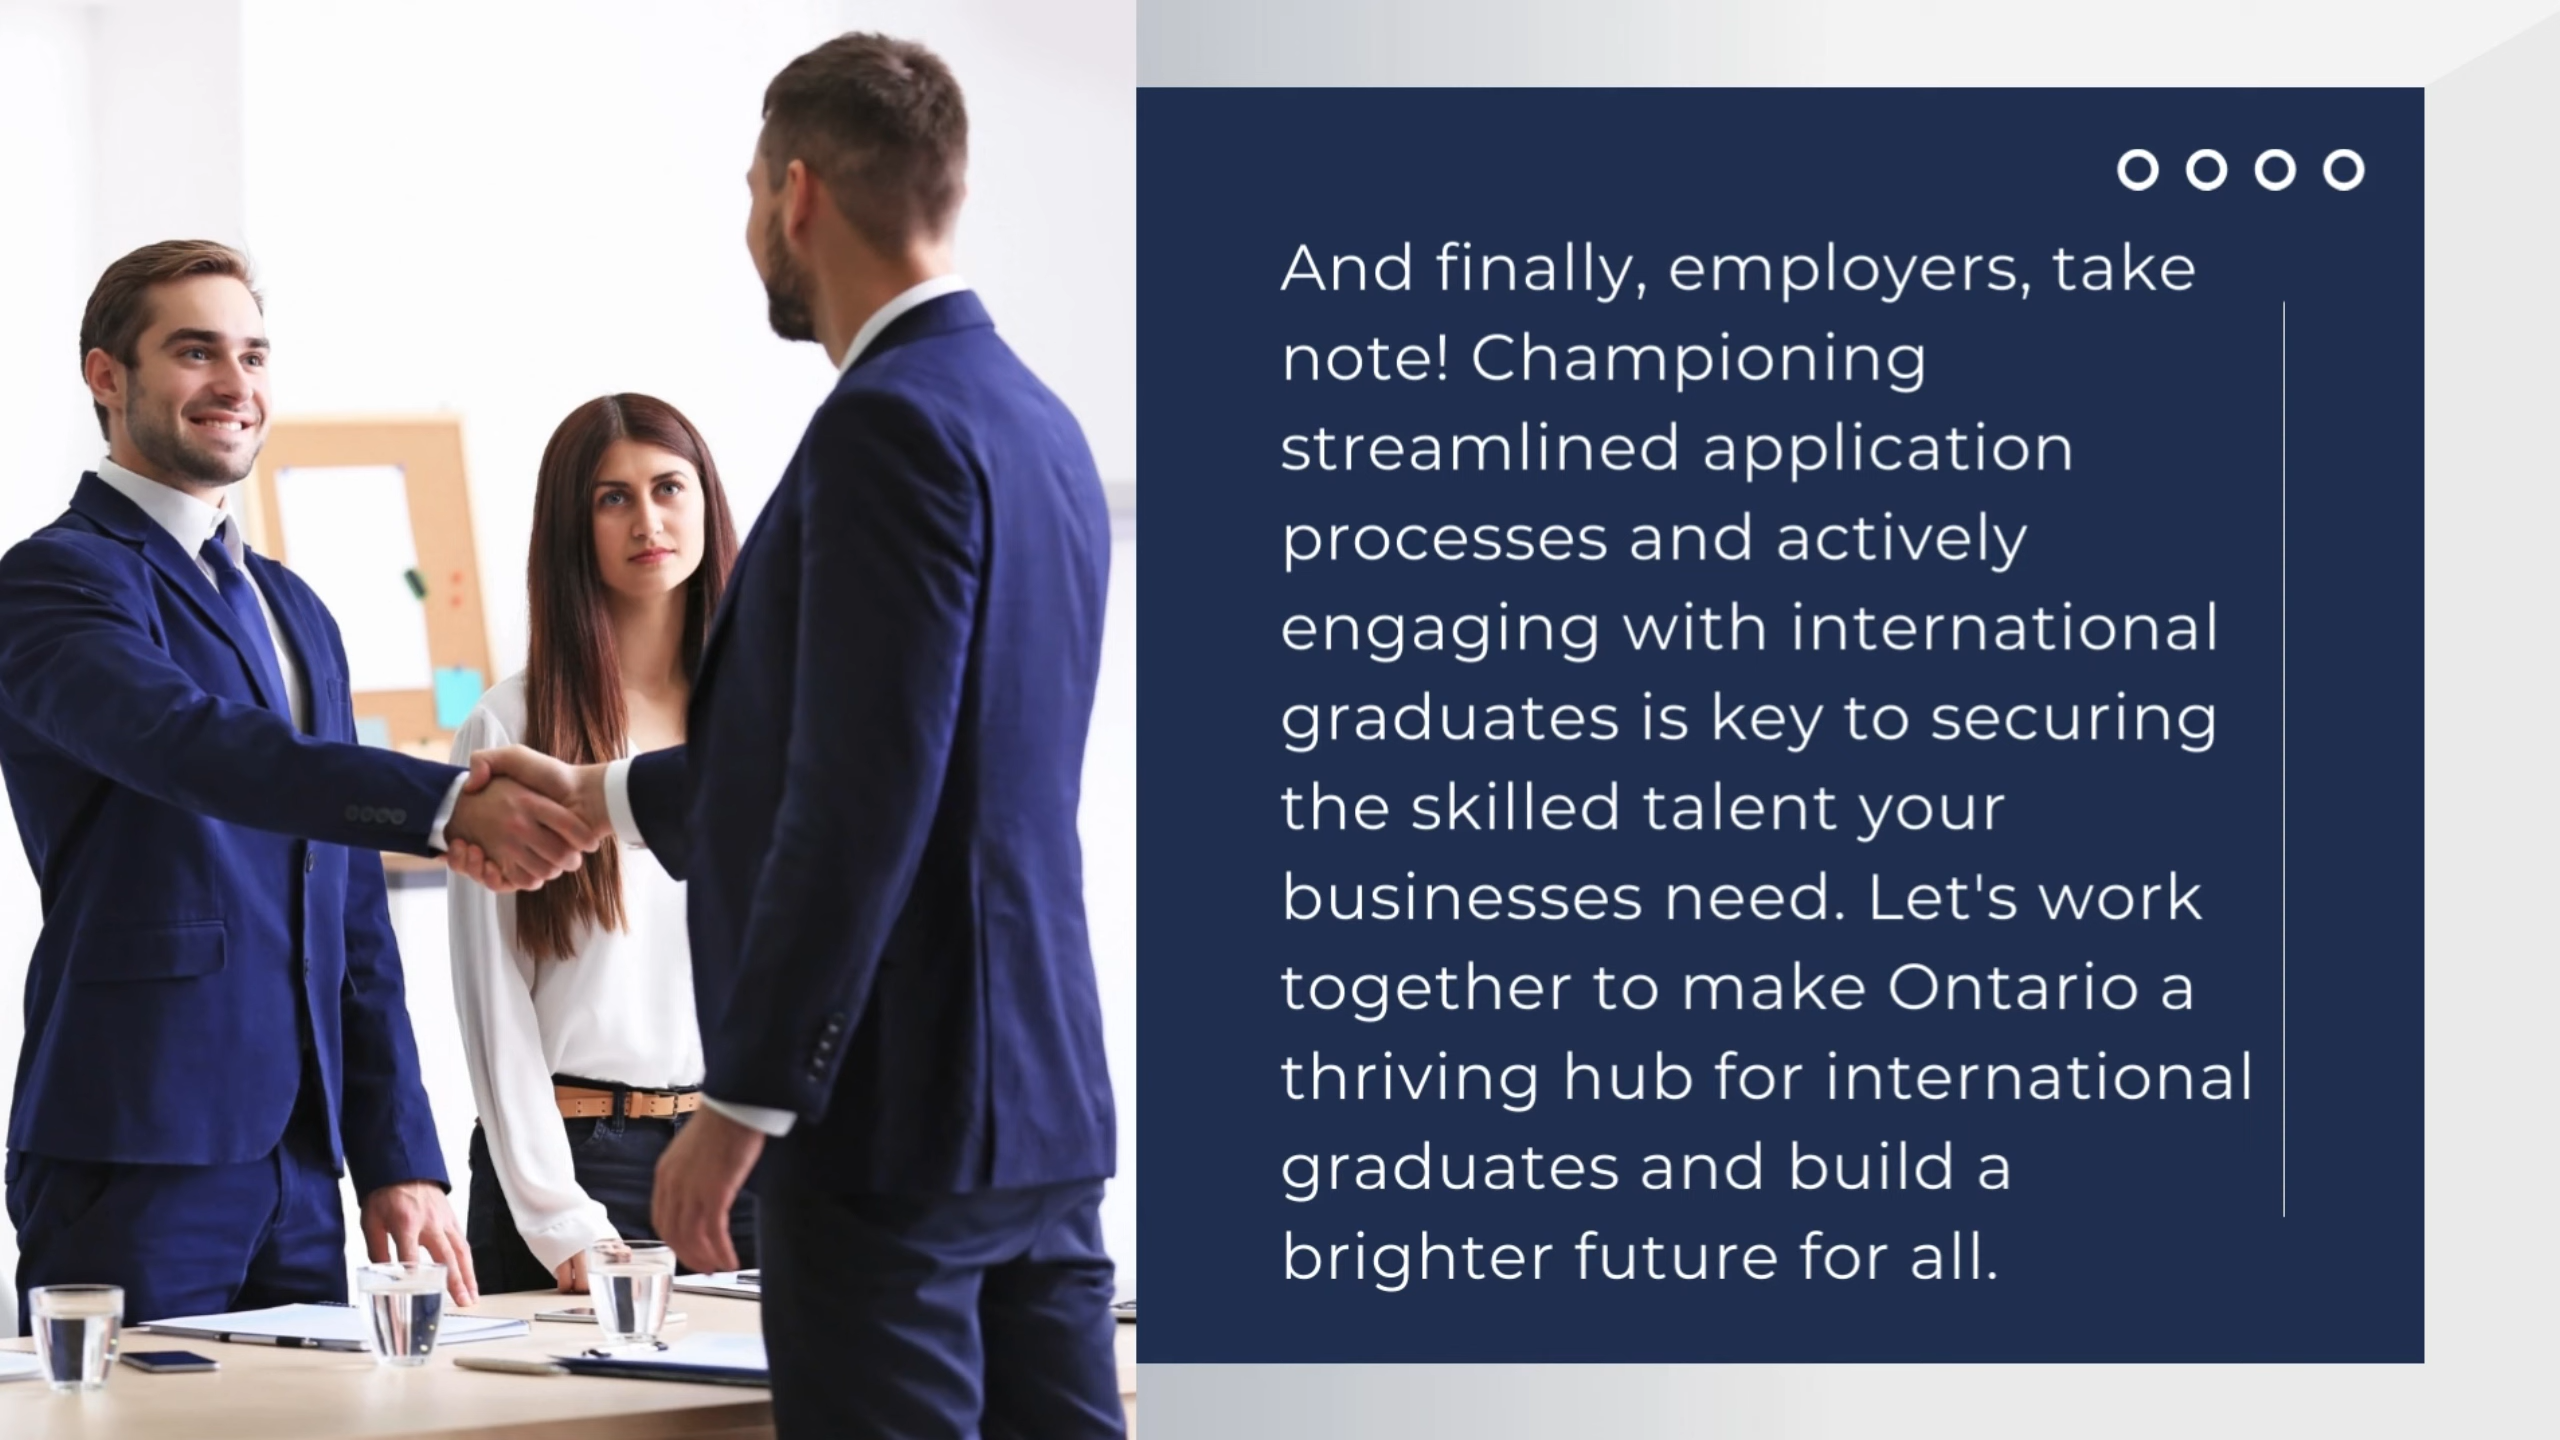 And finally, employers, take
note! Championing
streamlined application
processes and actively
engaging with international
graduates is key to securing
the skilled talent your
businesses need. Let's work
together to make Ontario a
thriving hub for international
graduates and build a
brighter future for all.